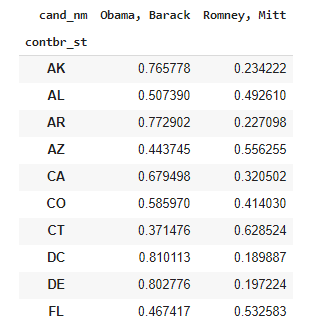 cand_nm Obama, Barack Romney, Mitt
contbr_st
AK 0.765778 0.234222
AL 0.507390 0.492610
AR 0.772902 0.227098
AZ 0.443745 0.556255
CA 0.679498 0.320502
CO 0.585970 0.414030
CT 0.371476 0.628524
DC 0.810113 0.189887
DE 0.802776 0.197224
FL 0.467417 0.532583